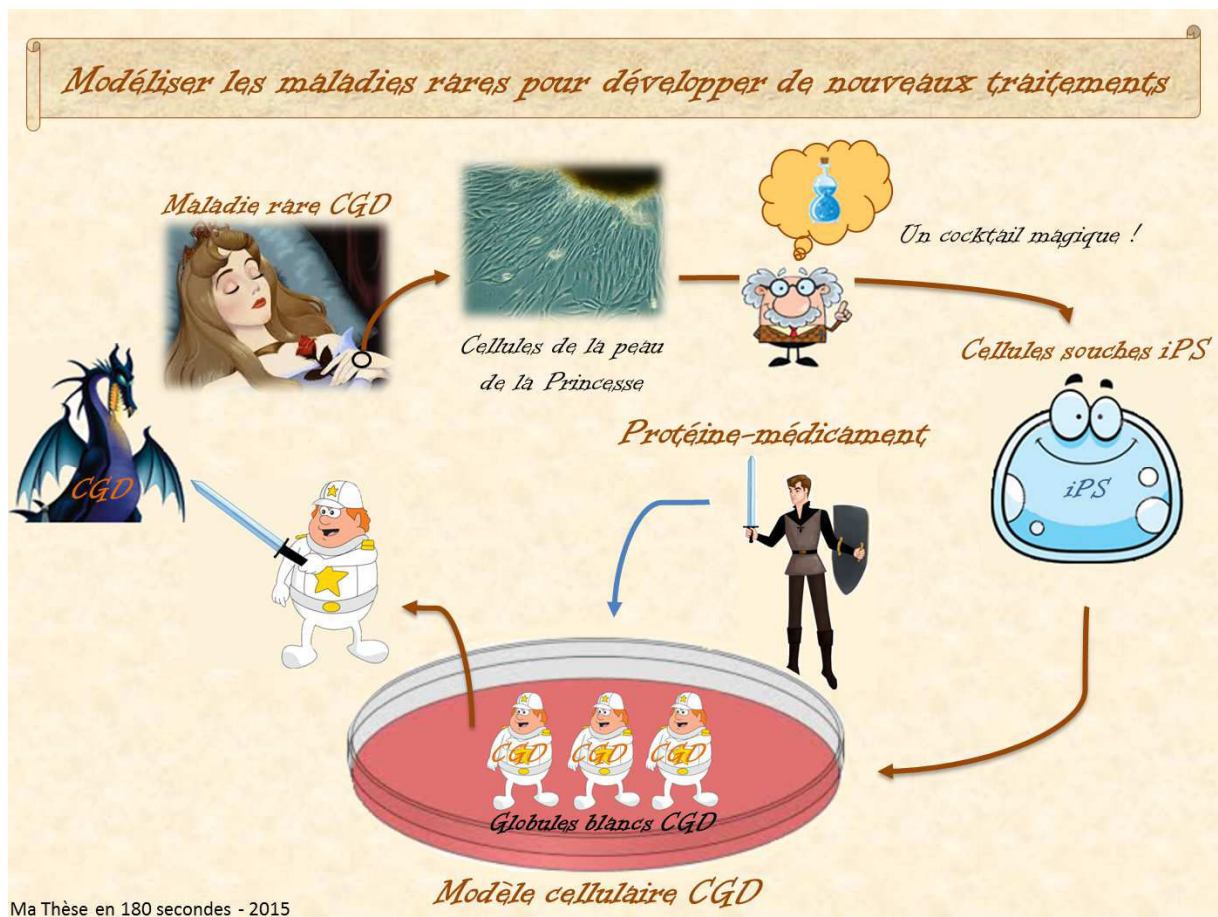 Modéliser les maladies rares pour développer de nouveaux traitements
Maladie rare CGD
Un cocktail magique !
Cellules de la peau
de la Princesse
Cellules souches iPS
Protéine-médicament
CGD
iPS
CGD
CGD
CGD
Globules blancs CGD
Modèle cellulaire CGD
Ma Thèse en 180 secondes - 2015